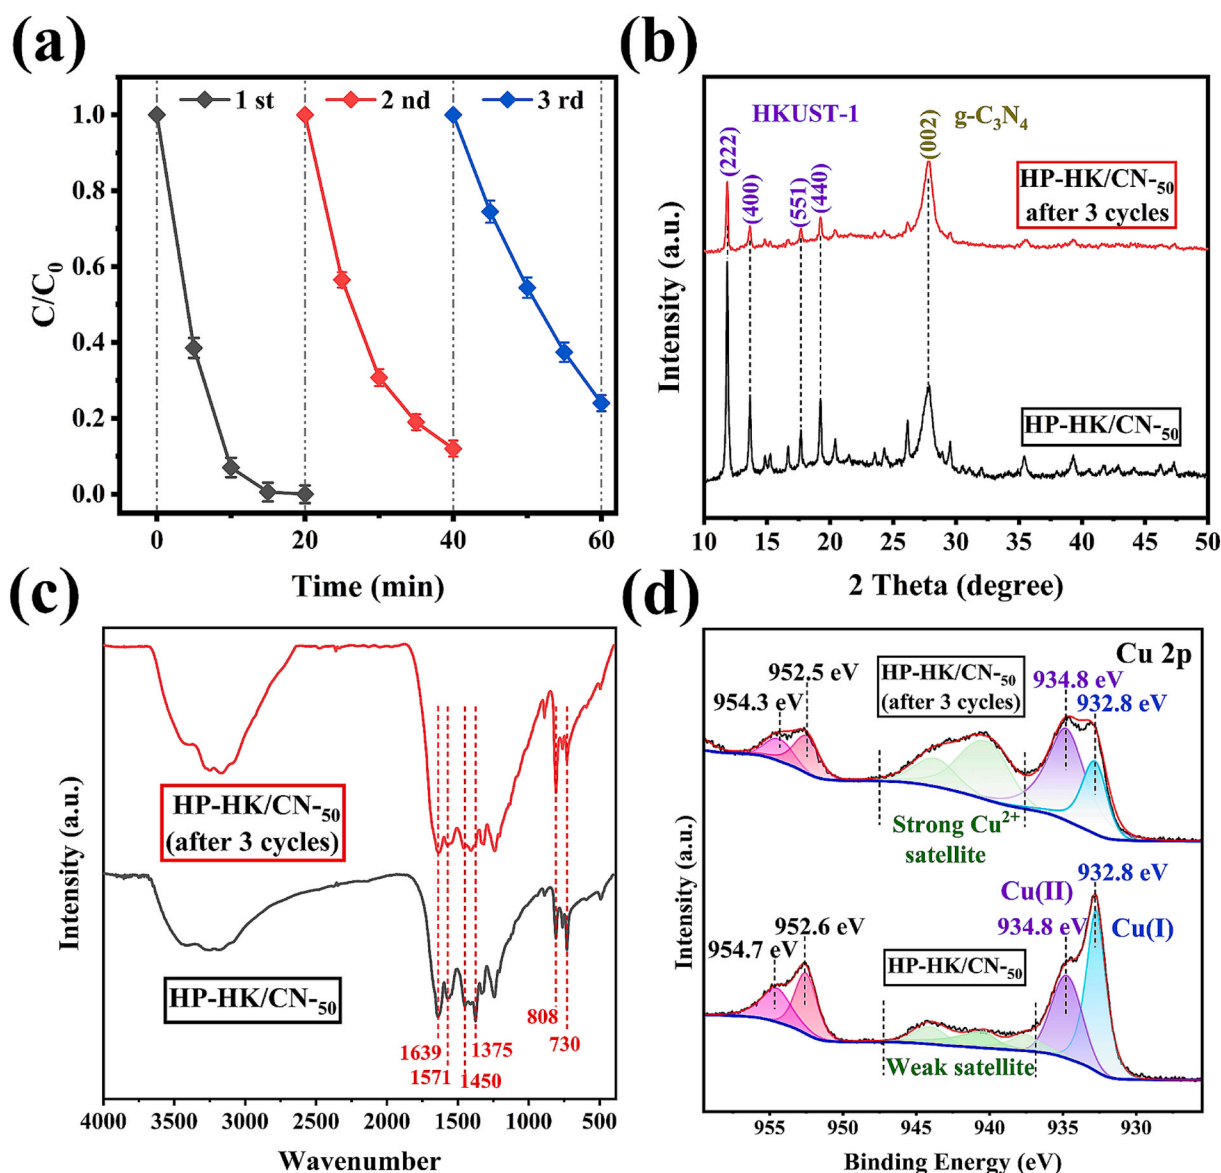 (a)
1 st
2 nd
3 rd
1.0
0.8
0.6
0.4
0.2
0.0
C/C₀
0
20
40
60
Time (min)
(b)
HKUST-1
g-C₃N₄
(222)
(400)
(551)
(440)
(002)
HP-HK/CN-₅₀
after 3 cycles
HP-HK/CN-₅₀
Intensity (a.u.)
10
15
20
25
30
35
40
45
50
2 Theta (degree)
(c)
HP-HK/CN-₅₀
(after 3 cycles)
HP-HK/CN-₅₀
808
730
1639
1375
1571
1450
Intensity (a.u.)
4000
3500
3000
2500
2000
1500
1000
500
Wavenumber
(d)
Cu 2p
952.5 eV
954.3 eV
HP-HK/CN-₅₀
(after 3 cycles)
934.8 eV
932.8 eV
Strong Cu²⁺
satellite
932.8 eV
Cu(II)
934.8 eV
Cu(I)
952.6 eV
954.7 eV
HP-HK/CN-₅₀
Weak satellite
Intensity (a.u.)
955
950
945
940
935
930
Binding Energy (eV)